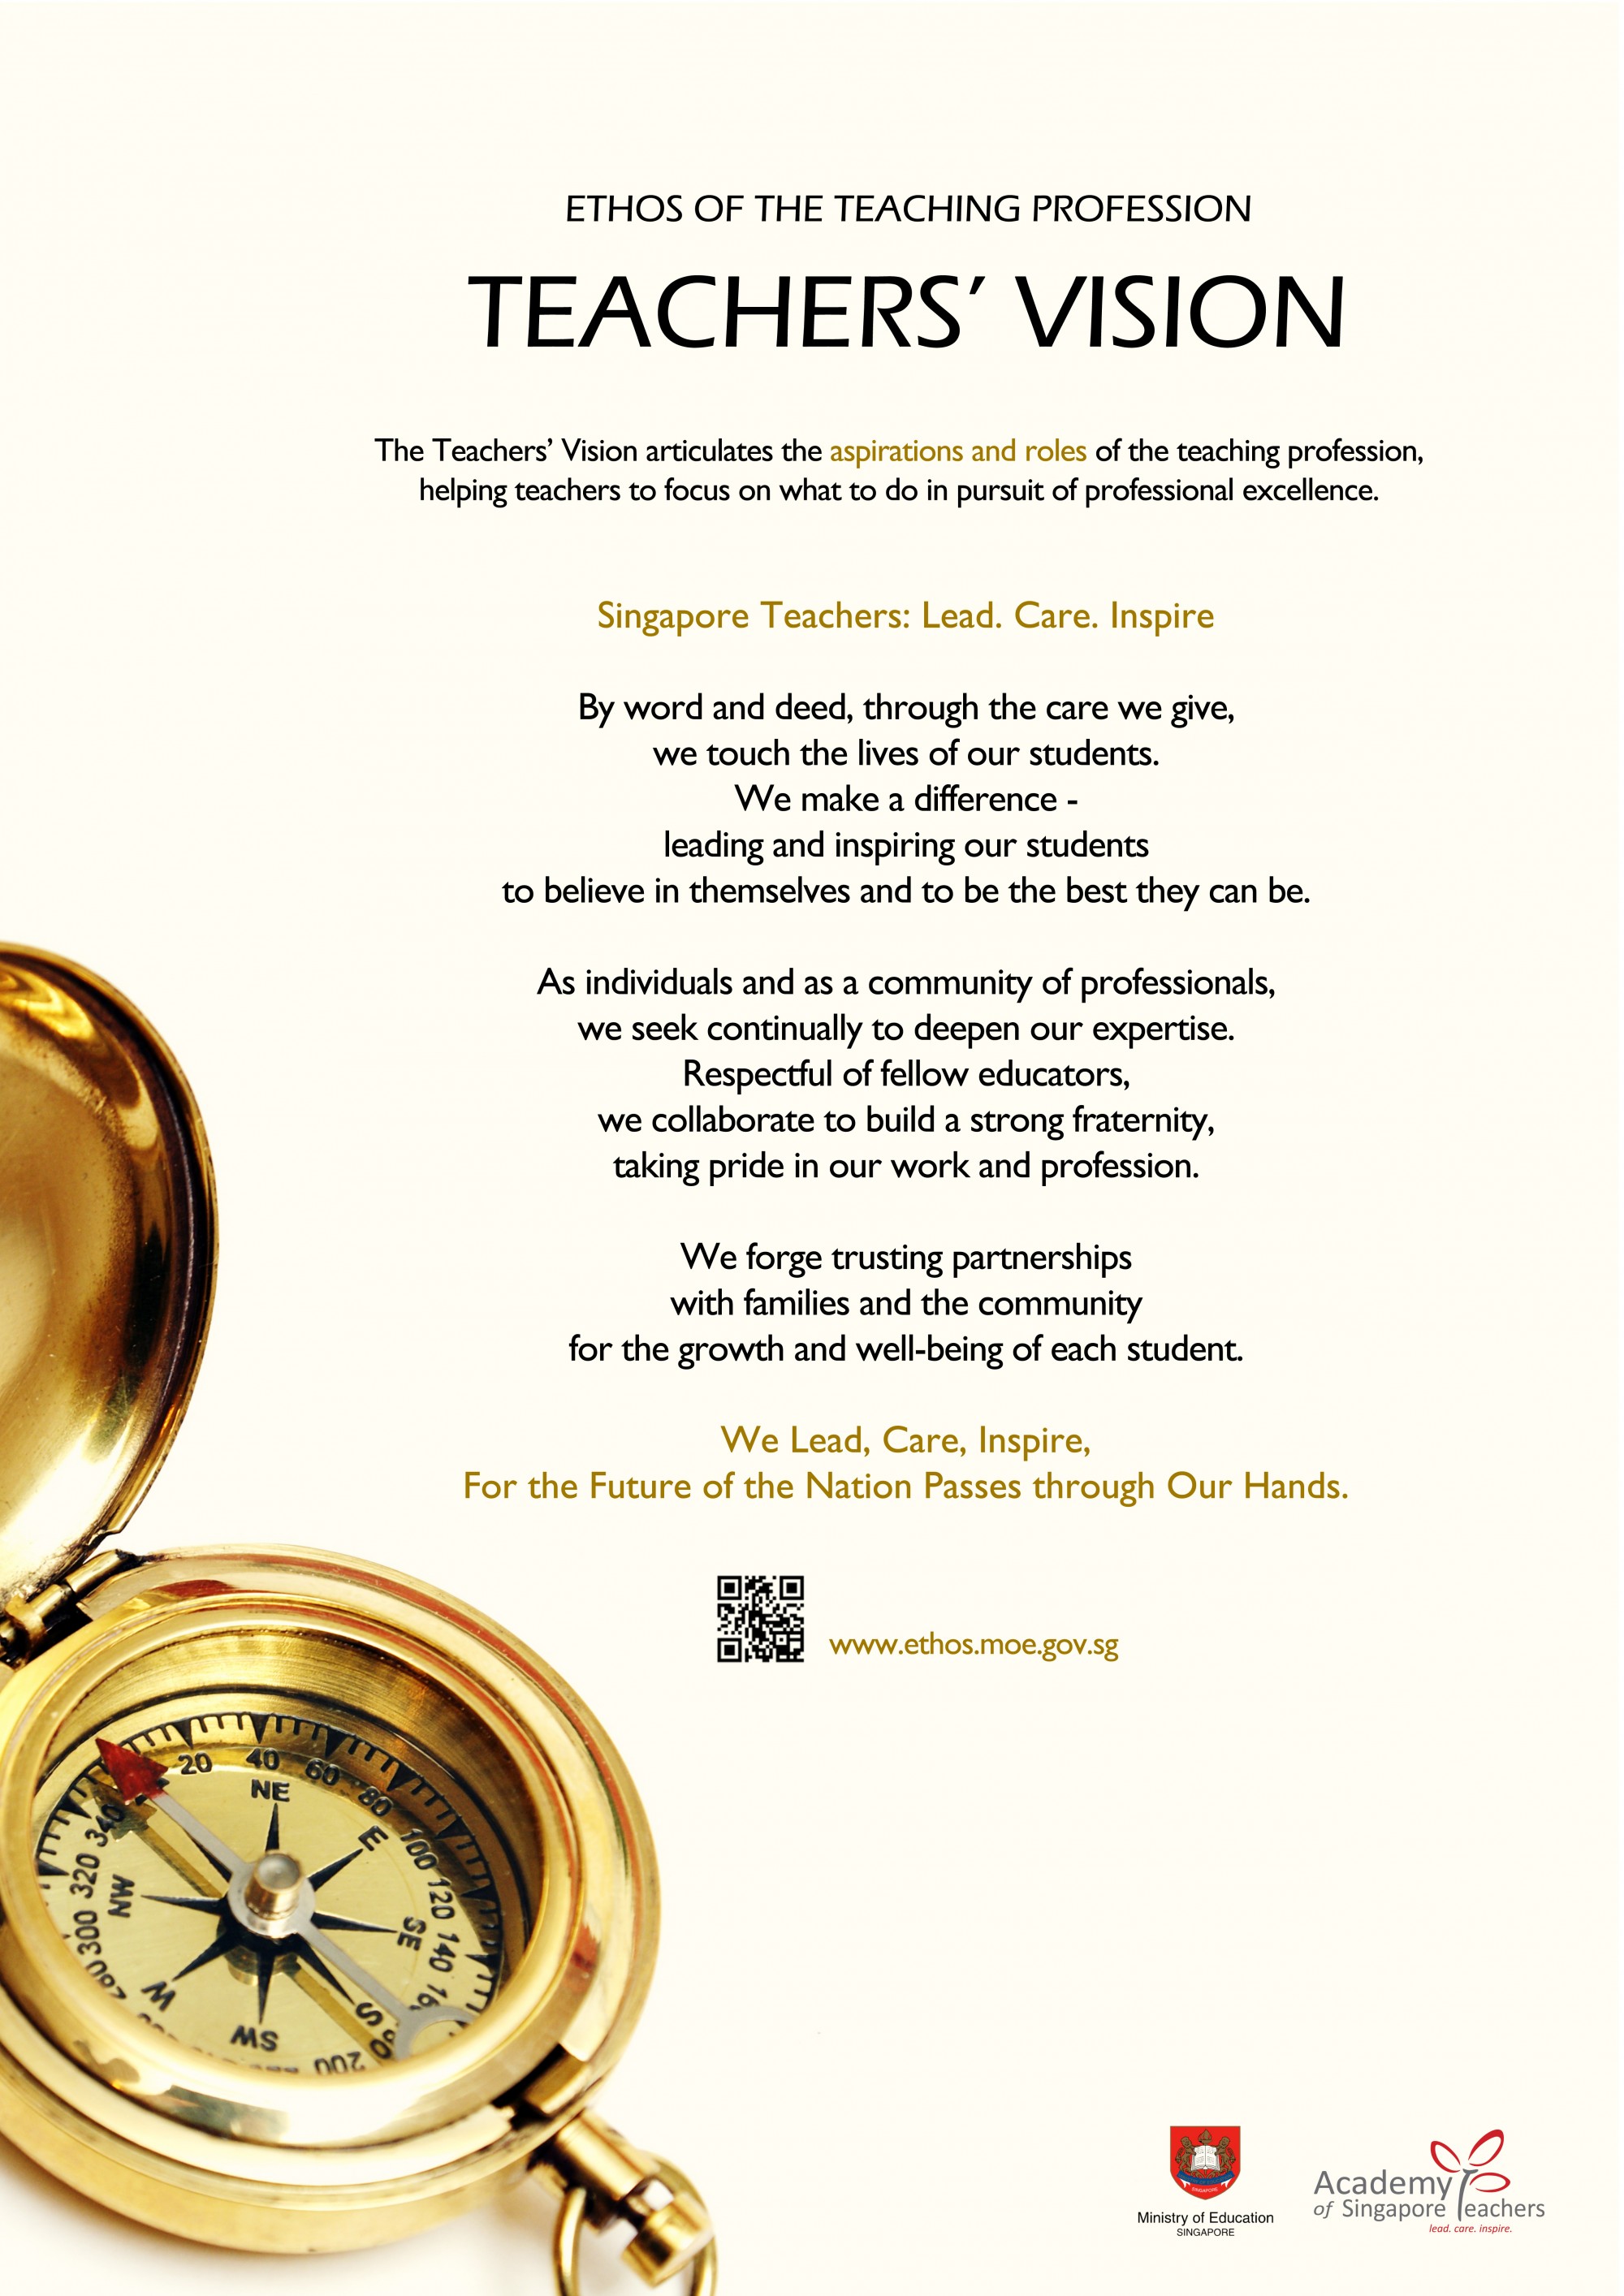 ETHOS OF THE TEACHING PROFESSION
TEACHERS’ VISION
The Teachers’ Vision articulates the aspirations and roles of the teaching profession,
helping teachers to focus on what to do in pursuit of professional excellence.
Singapore Teachers: Lead. Care. Inspire
By word and deed, through the care we give,
we touch the lives of our students.
We make a difference -
leading and inspiring our students
to believe in themselves and to be the best they can be.
As individuals and as a community of professionals,
we seek continually to deepen our expertise.
Respectful of fellow educators,
we collaborate to build a strong fraternity,
taking pride in our work and profession.
We forge trusting partnerships
with families and the community
for the growth and well-being of each student.
We Lead, Care, Inspire,
For the Future of the Nation Passes through Our Hands.
www.ethos.moe.gov.sg
20 40 60 80 100 120 140
200
300 320 340
NE
E
SE
S
SW
W
NW
SINGAPORE
Ministry of Education
SINGAPORE
Academy
of Singapore Teachers
lead. care. inspire.